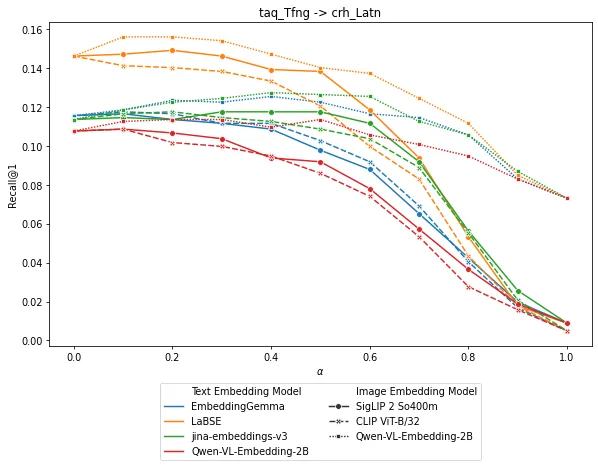 taq_Tfng -> crh_Latn
0.16
0.14
0.12
0.10
0.08
0.06
0.04
0.02
0.00
Recall@1
0.0 0.2 0.4 0.6 0.8 1.0
α
Text Embedding Model Image Embedding Model
EmbeddingGemma SigLIP 2 So400m
LaBSE CLIP ViT-B/32
jina-embeddings-v3 Qwen-VL-Embedding-2B
Qwen-VL-Embedding-2B